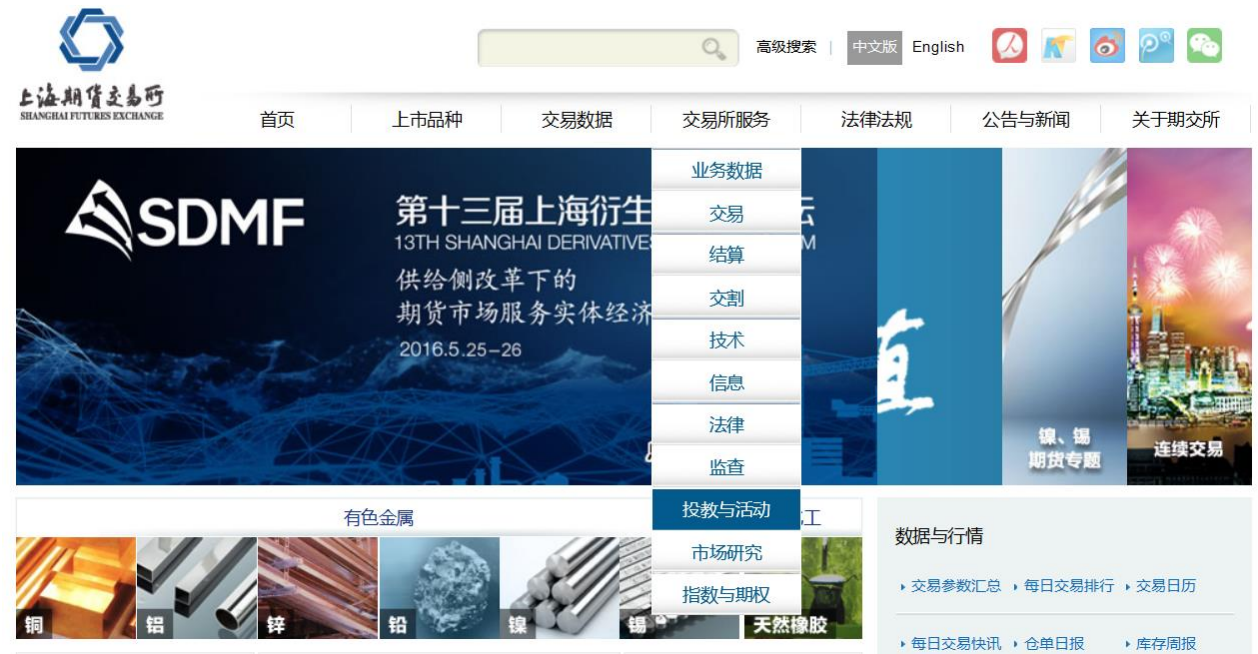 高级搜索 | 中文版 English
上海期货交易所
SHANGHAI FUTURES EXCHANGE
首页 上市品种 交易数据 交易所服务 法律法规 公告与新闻 关于期交所
SDMF
第十三届上海衍生
13TH SHANGHAI DERIVATIVE
M
供给侧改革下的
期货市场服务实体经济
2016.5.25-26
值
镍、锡
期货专题
连续交易
业务数据
交易
结算
交割
技术
信息
法律
监查
投教与活动
市场研究
指数与期权
有色金属
工
铜 铝 锌 铅 镍 锡 天然橡胶
数据与行情
交易参数汇总 每日交易排行 交易日历
每日交易快讯 仓单日报 库存周报